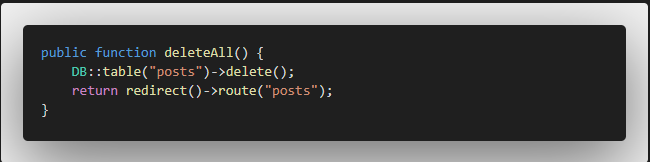 public function deleteAll() {
    DB::table("posts")->delete();
    return redirect()->route("posts");
}